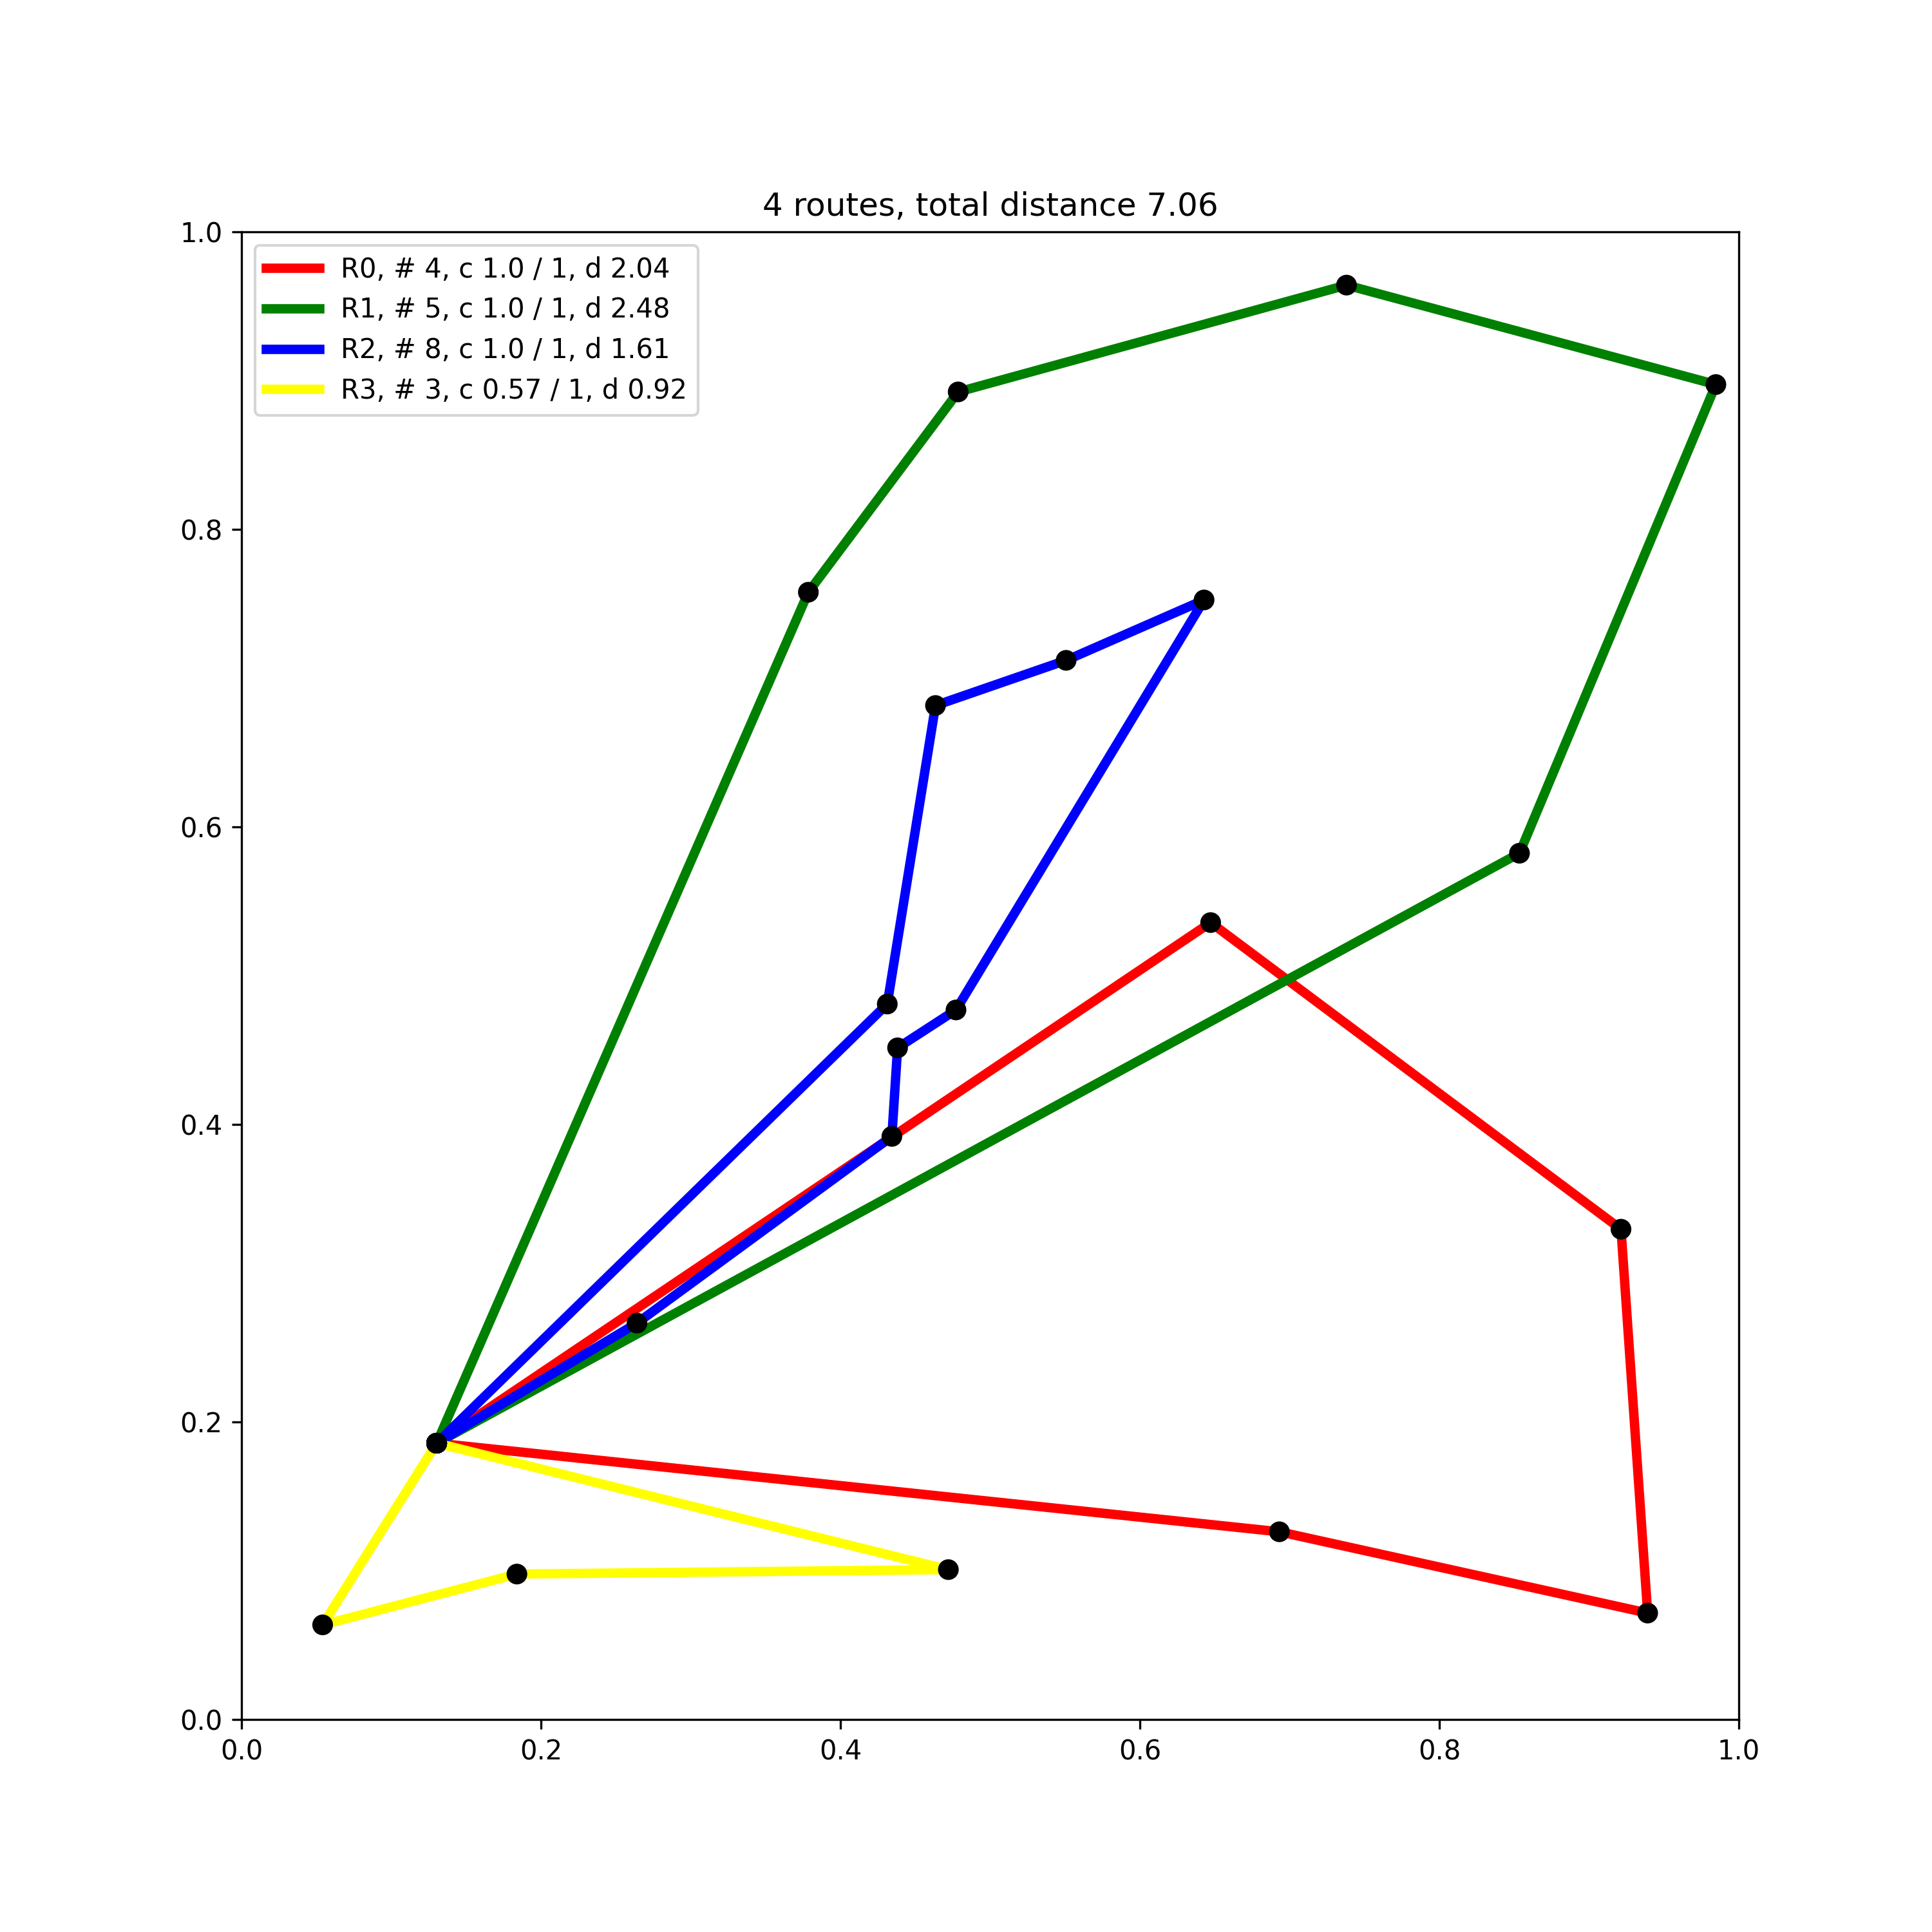 4 routes, total distance 7.06
1.0
R0, # 4, c 1.0 / 1, d 2.04
R1, # 5, c 1.0 / 1, d 2.48
R2, # 8, c 1.0 / 1, d 1.61
R3, # 3, c 0.57 / 1, d 0.92
0.8
0.6
0.4
0.2
0.0
0.0 0.2 0.4 0.6 0.8 1.0